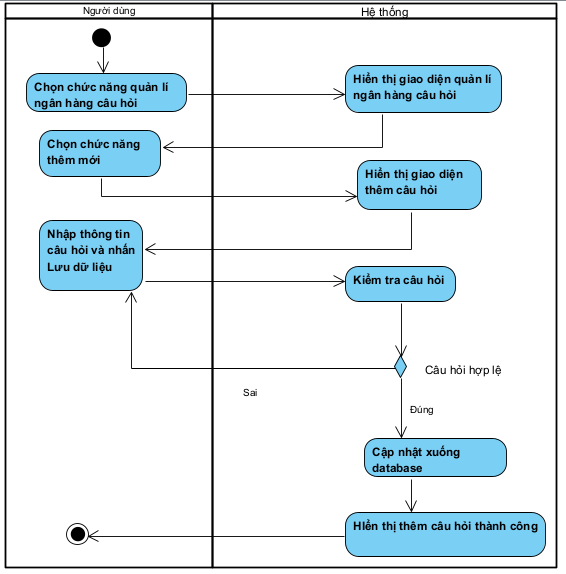 Người dùng
Hệ thống
Chọn chức năng quản lí
ngân hàng câu hỏi
Hiển thị giao diện quản lí
ngân hàng câu hỏi
Chọn chức năng
thêm mới
Hiển thị giao diện
thêm câu hỏi
Nhập thông tin
câu hỏi và nhấn
Lưu dữ liệu
Kiểm tra câu hỏi
Câu hỏi hợp lệ
Sai
Đúng
Cập nhật xuống
database
HIển thị thêm câu hỏi thành công